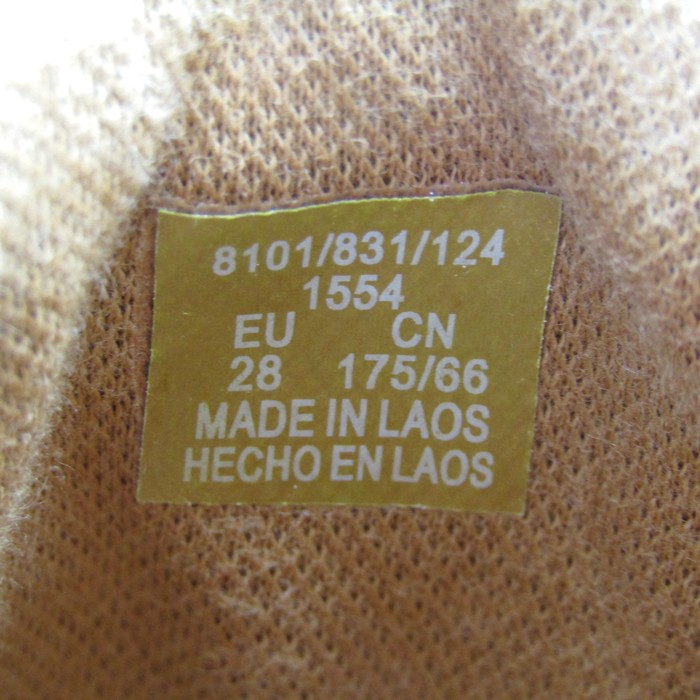 8101/831/124
1554
EU CN
28 175/66
MADE IN LAOS
HECHO EN LAOS